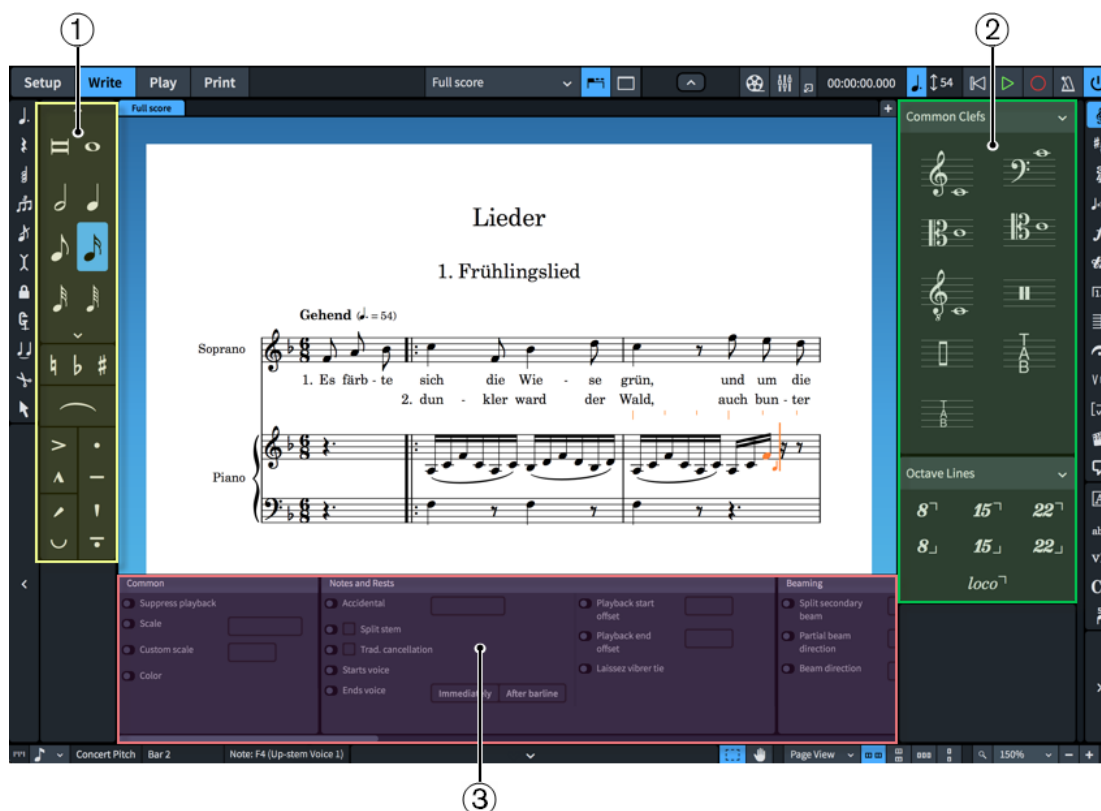 1 2
Setup Write Play Print Full score 00:00:00.000 54
Full score
Common Clefs
Lieder
1. Frühlingslied
Gehend (♩. = 54)
Soprano
1. Es färb - te sich die Wie - se grün, und um die
2. dun - kler ward der Wald, auch bun - ter
Piano
T
A
B
T
A
B
Octave Lines
8 15 22
8 15 22
loco
Common Notes and Rests Beaming
Suppress playback Accidental Playback start offset Split secondary beam
Scale Split stem Playback end offset Partial beam direction
Custom scale Trad. cancellation Laissez vibrer tie Beam direction
Color Starts voice
Ends voice Immediately After barline
Concert Pitch Bar 2 Note: F4 (Up-stem Voice 1) Page View 150%
3